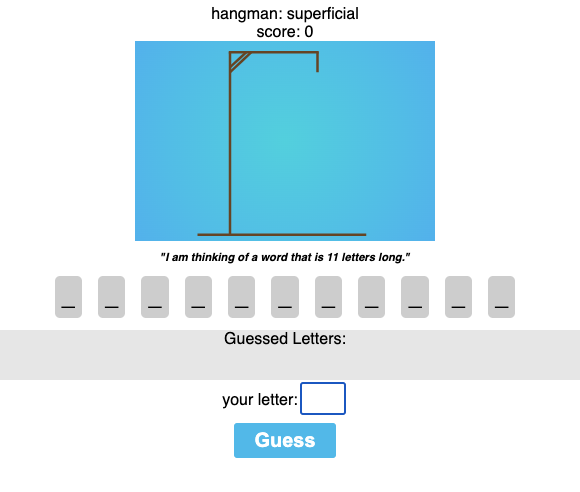 hangman: superficial
score: 0
"I am thinking of a word that is 11 letters long."
_ _ _ _ _ _ _ _ _ _ _
Guessed Letters:
your letter:
Guess